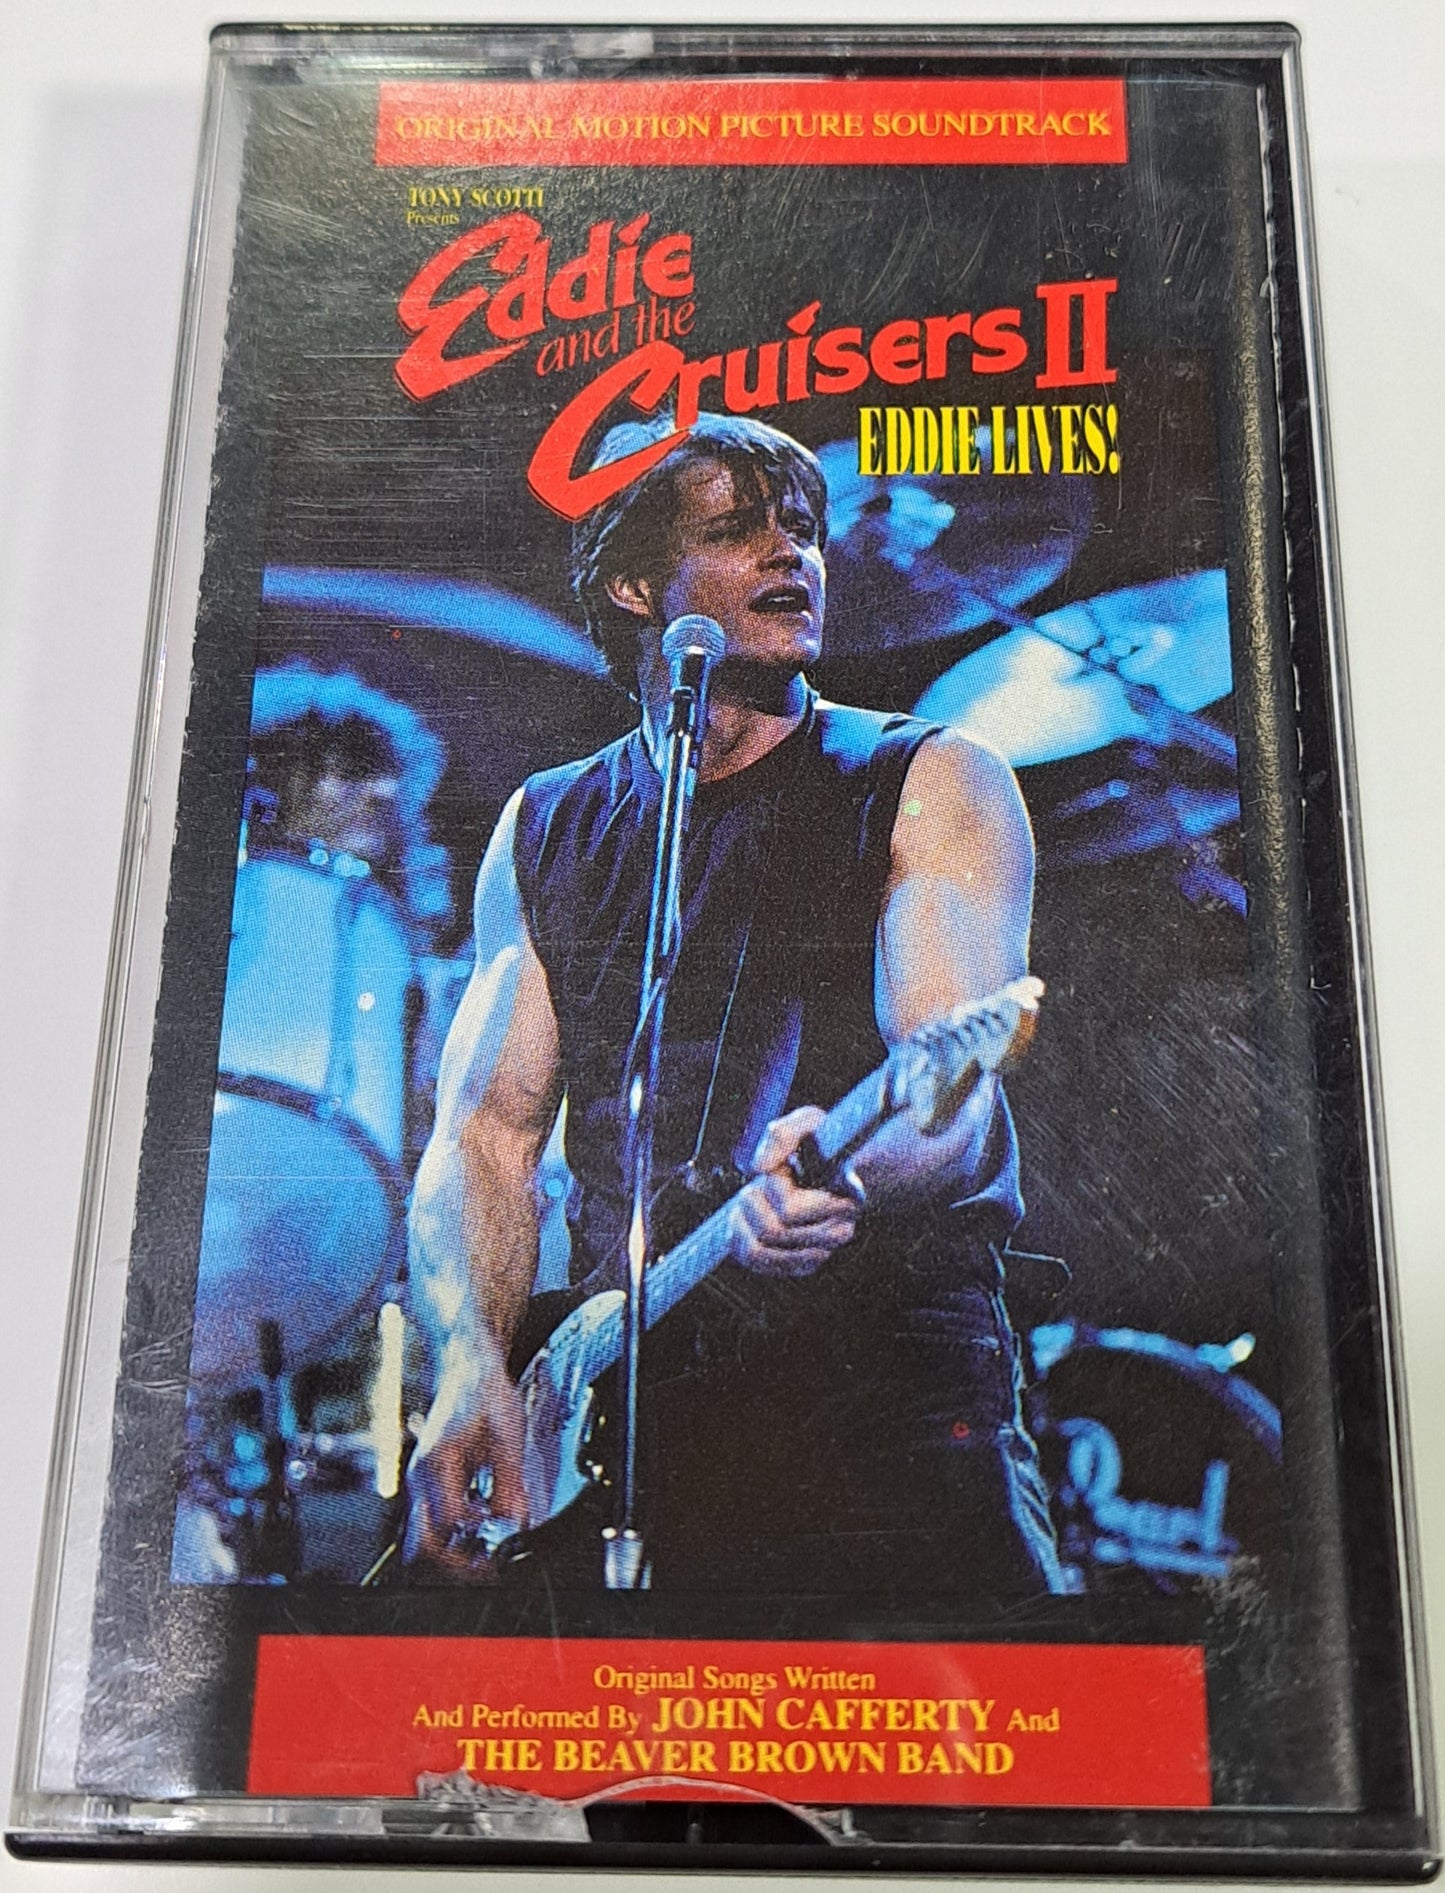 ORIGINAL MOTION PICTURE SOUNDTRACK
TONY SCOTTI
Presents
Eddie
and the
Cruisers II
EDDIE LIVES!
Pearl
Original Songs Written
And Performed By JOHN CAFFERTY And
THE BEAVER BROWN BAND